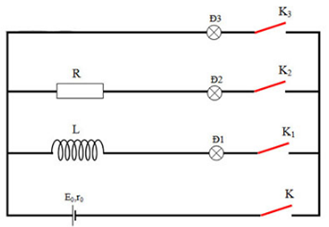 Đ3 K3
R Đ2 K2
L Đ1 K1
E0,r0 K